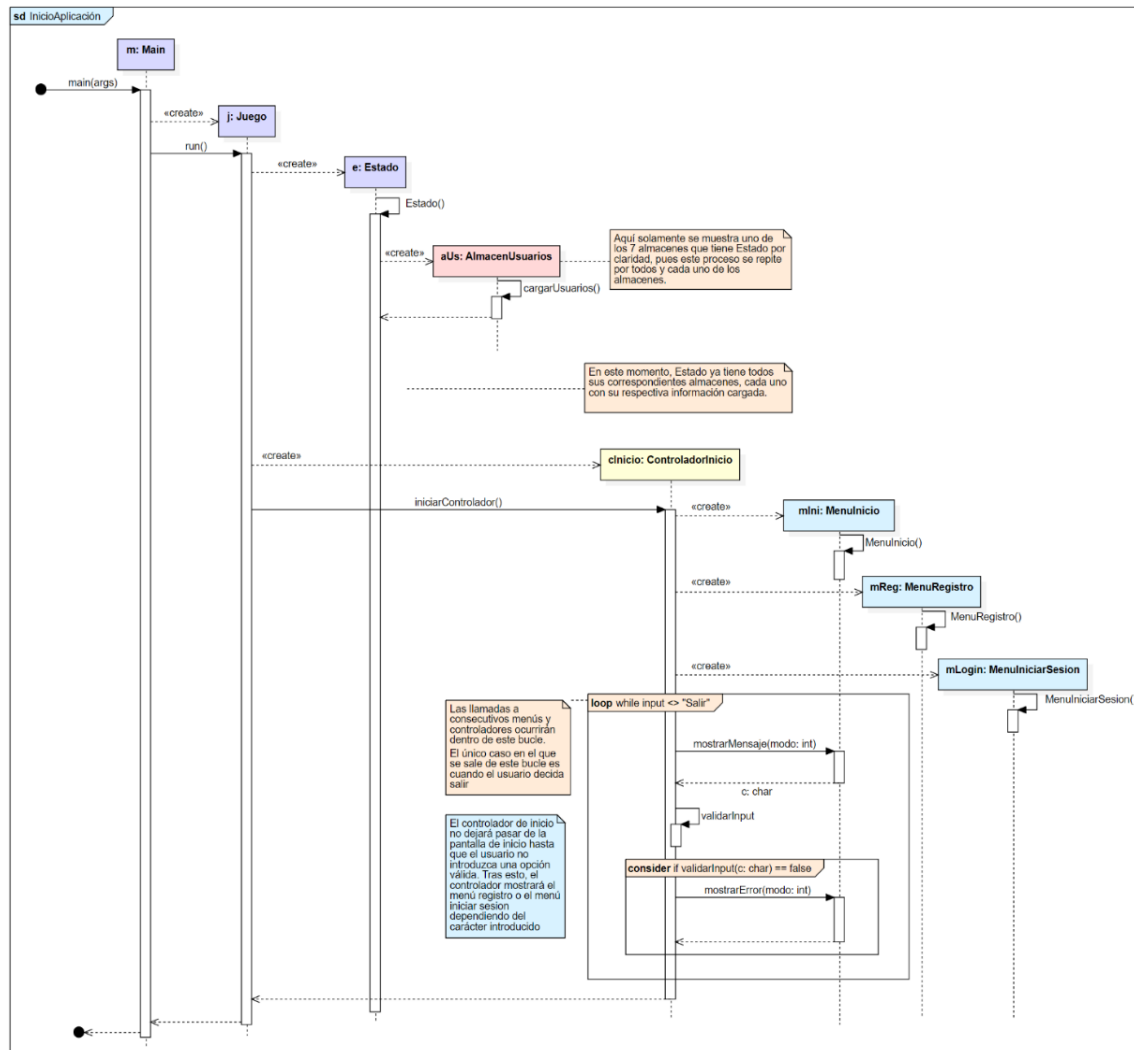 sd InicioAplicación
m: Main
main(args)
«create»
j: Juego
run()
«create»
e: Estado
Estado()
«create»
aUs: AlmacenUsuarios
Aquí solamente se muestra uno de
los 7 almacenes que tiene Estado por
claridad, pues este proceso se repite
por todos y cada uno de los
almacenes.
cargarUsuarios()
En este momento, Estado ya tiene todos
sus correspondientes almacenes, cada uno
con su respectiva información cargada.
«create»
cInicio: ControladorInicio
iniciarControlador()
«create»
mIni: MenuInicio
MenuInicio()
«create»
mReg: MenuRegistro
MenuRegistro()
«create»
mLogin: MenuIniciarSesion
MenuIniciarSesion(
loop while input <> "Salir"
Las llamadas a
consecutivos menús y
controladores ocurrirán
dentro de este bucle.
El único caso en el que
se sale de este bucle es
cuando el usuario decida
salir
mostrarMensaje(modo: int)
c: char
validarInput
El controlador de inicio
no dejará pasar de la
pantalla de inicio hasta
que el usuario no
introduzca una opción
válida. Tras esto, el
controlador mostrará el
menú registro o el menú
iniciar sesion
dependiendo del
carácter introducido
consider if validarInput(c: char) == false
mostrarError(modo: int)